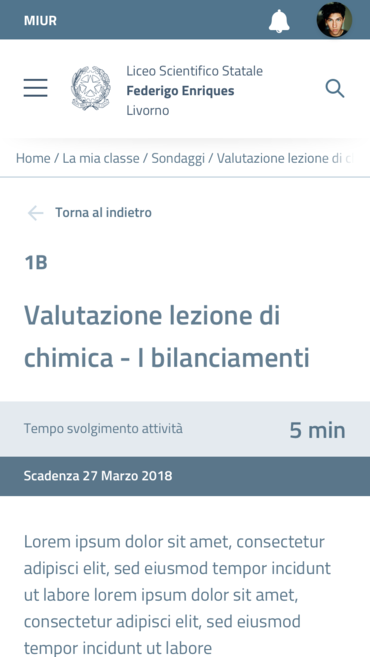 MIUR
Liceo Scientifico Statale
Federigo Enriques
Livorno
Home / La mia classe / Sondaggi / Valutazione lezione di
Torna al indietro
1B
Valutazione lezione di
chimica - I bilanciamenti
Tempo svolgimento attività
5 min
Scadenza 27 Marzo 2018
Lorem ipsum dolor sit amet, consectetur
adipisci elit, sed eiusmod tempor incidunt
ut labore lorem ipsum dolor sit amet,
consectetur adipisci elit, sed eiusmod
tempor incidunt ut labore